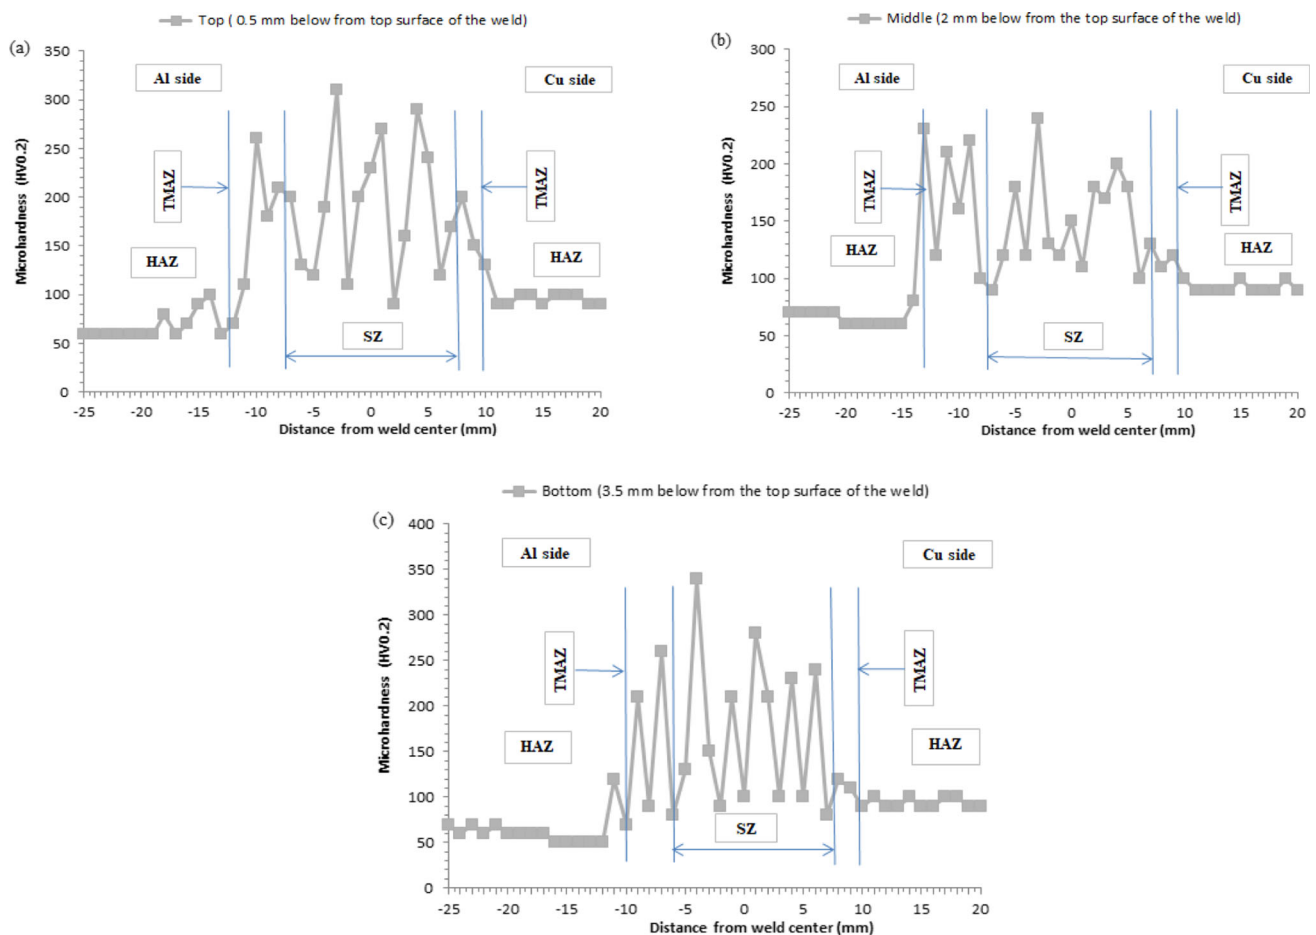 Top ( 0.5 mm below from top surface of the weld)
(a)
350
300
250
200
150
100
50
0
Microhardness (HV0.2)
Al side
Cu side
TMAZ
TMAZ
HAZ
HAZ
SZ
-25 -20 -15 -10 -5 0 5 10 15 20
Distance from weld center (mm)
Middle (2 mm below from the top surface of the weld)
(b)
300
250
200
150
100
50
0
Microhardness (HV0.2)
Al side
Cu side
TMAZ
TMAZ
HAZ
HAZ
SZ
-25 -20 -15 -10 -5 0 5 10 15 20
Distance from weld center (mm)
Bottom (3.5 mm below from the top surface of the weld)
(c)
400
350
300
250
200
150
100
50
0
Microhardness (HV0.2)
Al side
Cu side
TMAZ
TMAZ
HAZ
HAZ
SZ
-25 -20 -15 -10 -5 0 5 10 15 20
Distance from weld center (mm)